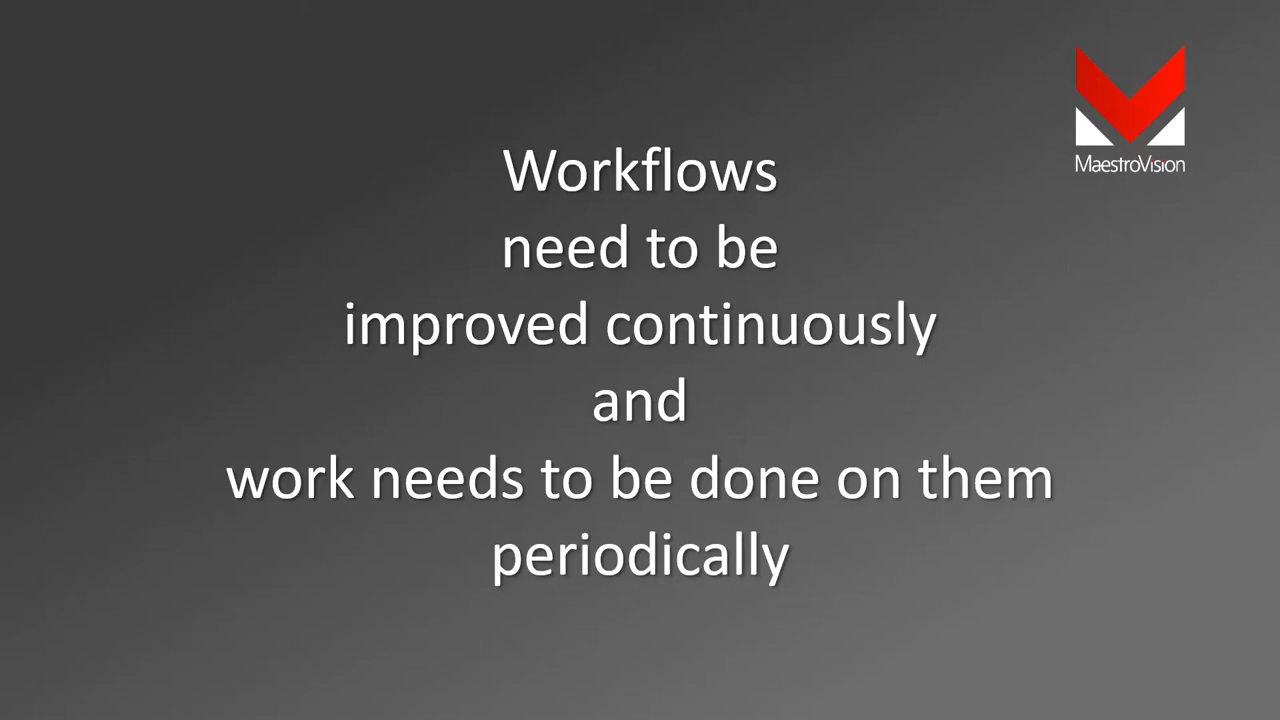 MaestroVision
Workflows
need to be
improved continuously
and
work needs to be done on them
periodically